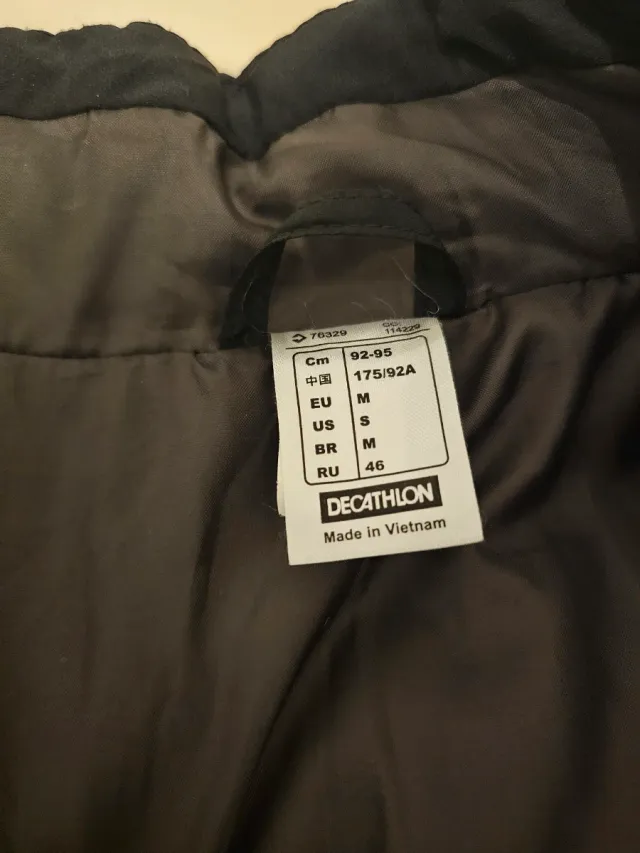 76329
114229
Cm 92-95
中国 175/92A
EU M
US S
BR M
RU 46
DECATHLON
Made in Vietnam